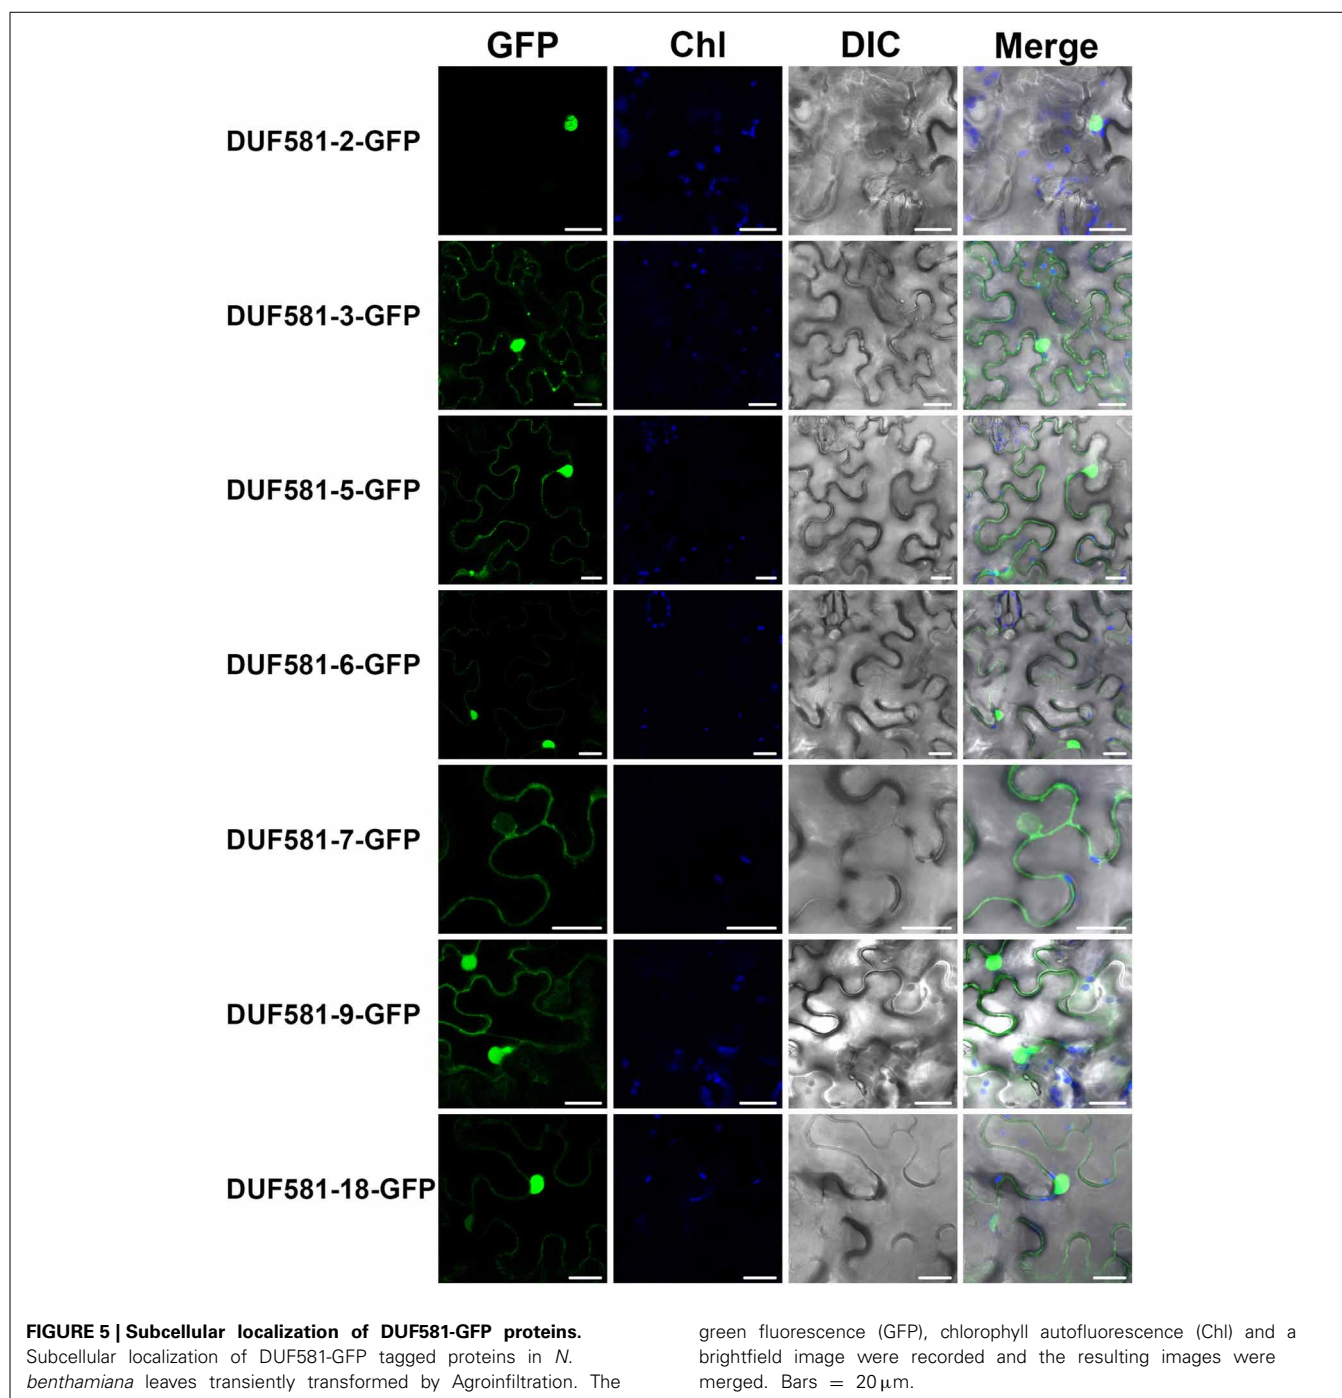 GFP Chl DIC Merge
DUF581-2-GFP
DUF581-3-GFP
DUF581-5-GFP
DUF581-6-GFP
DUF581-7-GFP
DUF581-9-GFP
DUF581-18-GFP
FIGURE 5 | Subcellular localization of DUF581-GFP proteins.
Subcellular localization of DUF581-GFP tagged proteins in N.
benthamiana leaves transiently transformed by Agroinfiltration. The
green fluorescence (GFP), chlorophyll autofluorescence (Chl) and a
brightfield image were recorded and the resulting images were
merged. Bars = 20 μm.